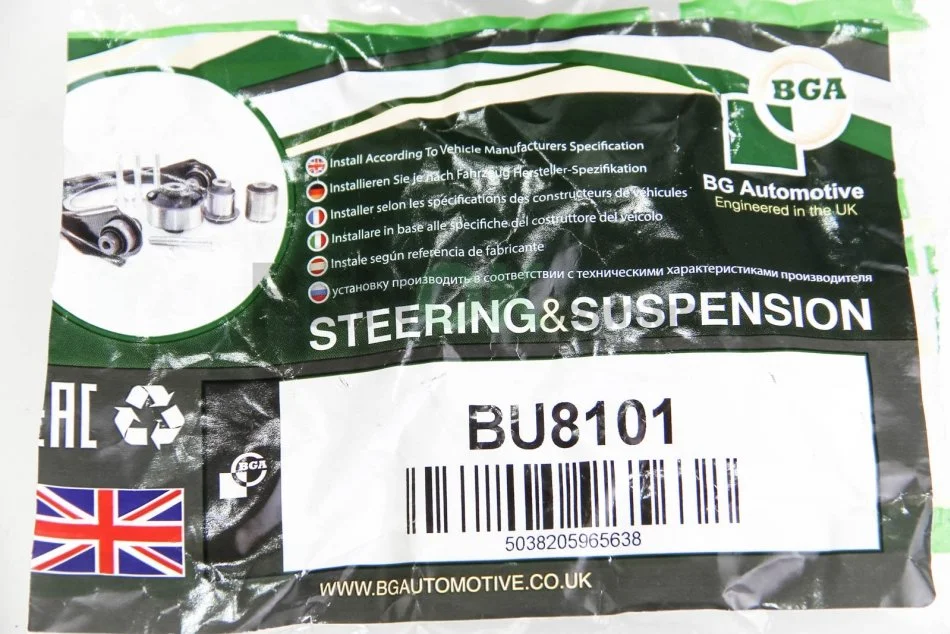 BGA
BG Automotive
Engineered in the UK
Install According To Vehicle Manufacturers Specification
Installieren Sie je nach Fahrzeug Hersteller-Spezifikation
Installer selon les spécifications des constructeurs de véhicules
Installare in base alle specifiche del costruttore del veicolo
Instale según referencia de fabricante
установку производить в соответствии с техническими характеристиками производителя
STEERING&SUSPENSION
EAC
BU8101
BGA
5038205965638
WWW.BGAUTOMOTIVE.CO.UK